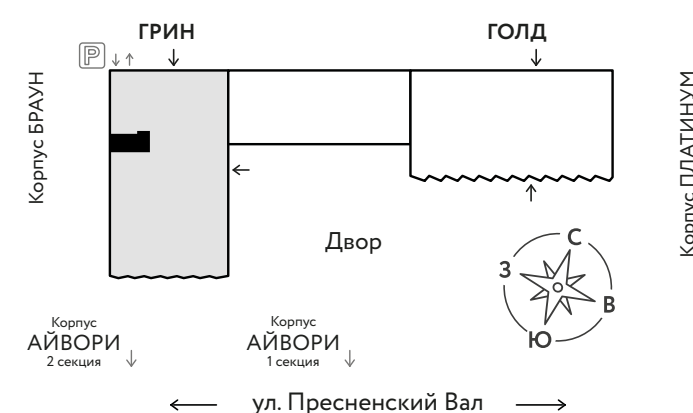 ГРИН
ГОЛД
P
Корпус БРАУН
Корпус ПЛАТИНУМ
Двор
С
З
В
Ю
Корпус
АЙВОРИ
2 секция
Корпус
АЙВОРИ
1 секция
ул. Пресненский Вал